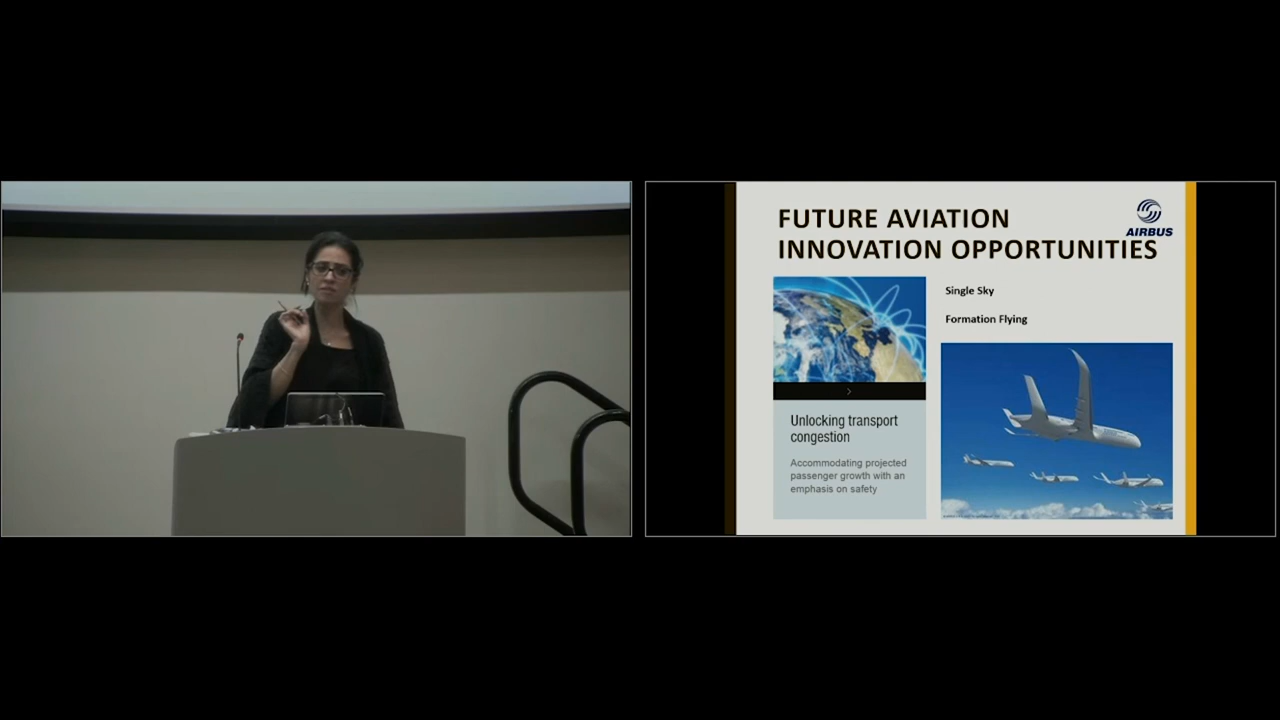 FUTURE AVIATION
INNOVATION OPPORTUNITIES
AIRBUS
Single Sky
Formation Flying
Unlocking transport
congestion
Accommodating projected
passenger growth with an
emphasis on safety